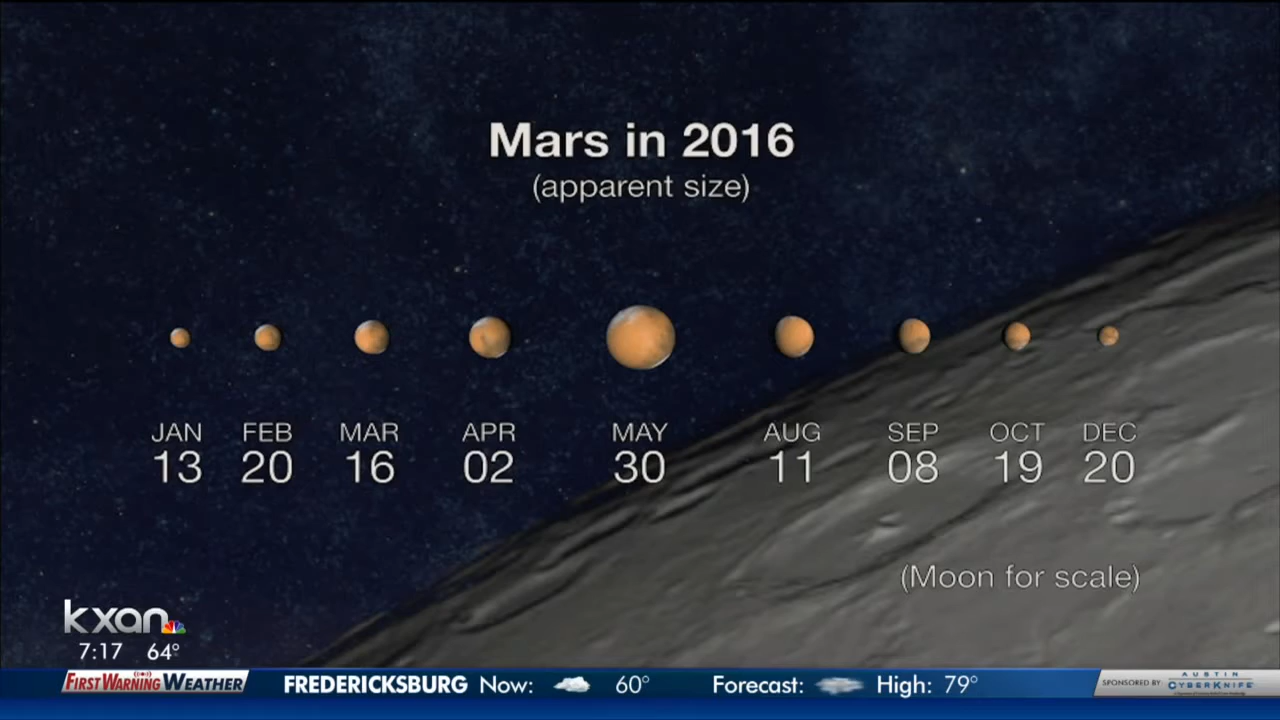 Mars in 2016
(apparent size)
JAN FEB MAR APR MAY AUG SEP OCT DEC
13 20 16 02 30 11 08 19 20
(Moon for scale)
kxan
7:17 64°
FIRST WARNING WEATHER FREDERICKSBURG Now: 60° Forecast: High: 79°
SPONSORED BY AUSTIN CYBERKNIFE